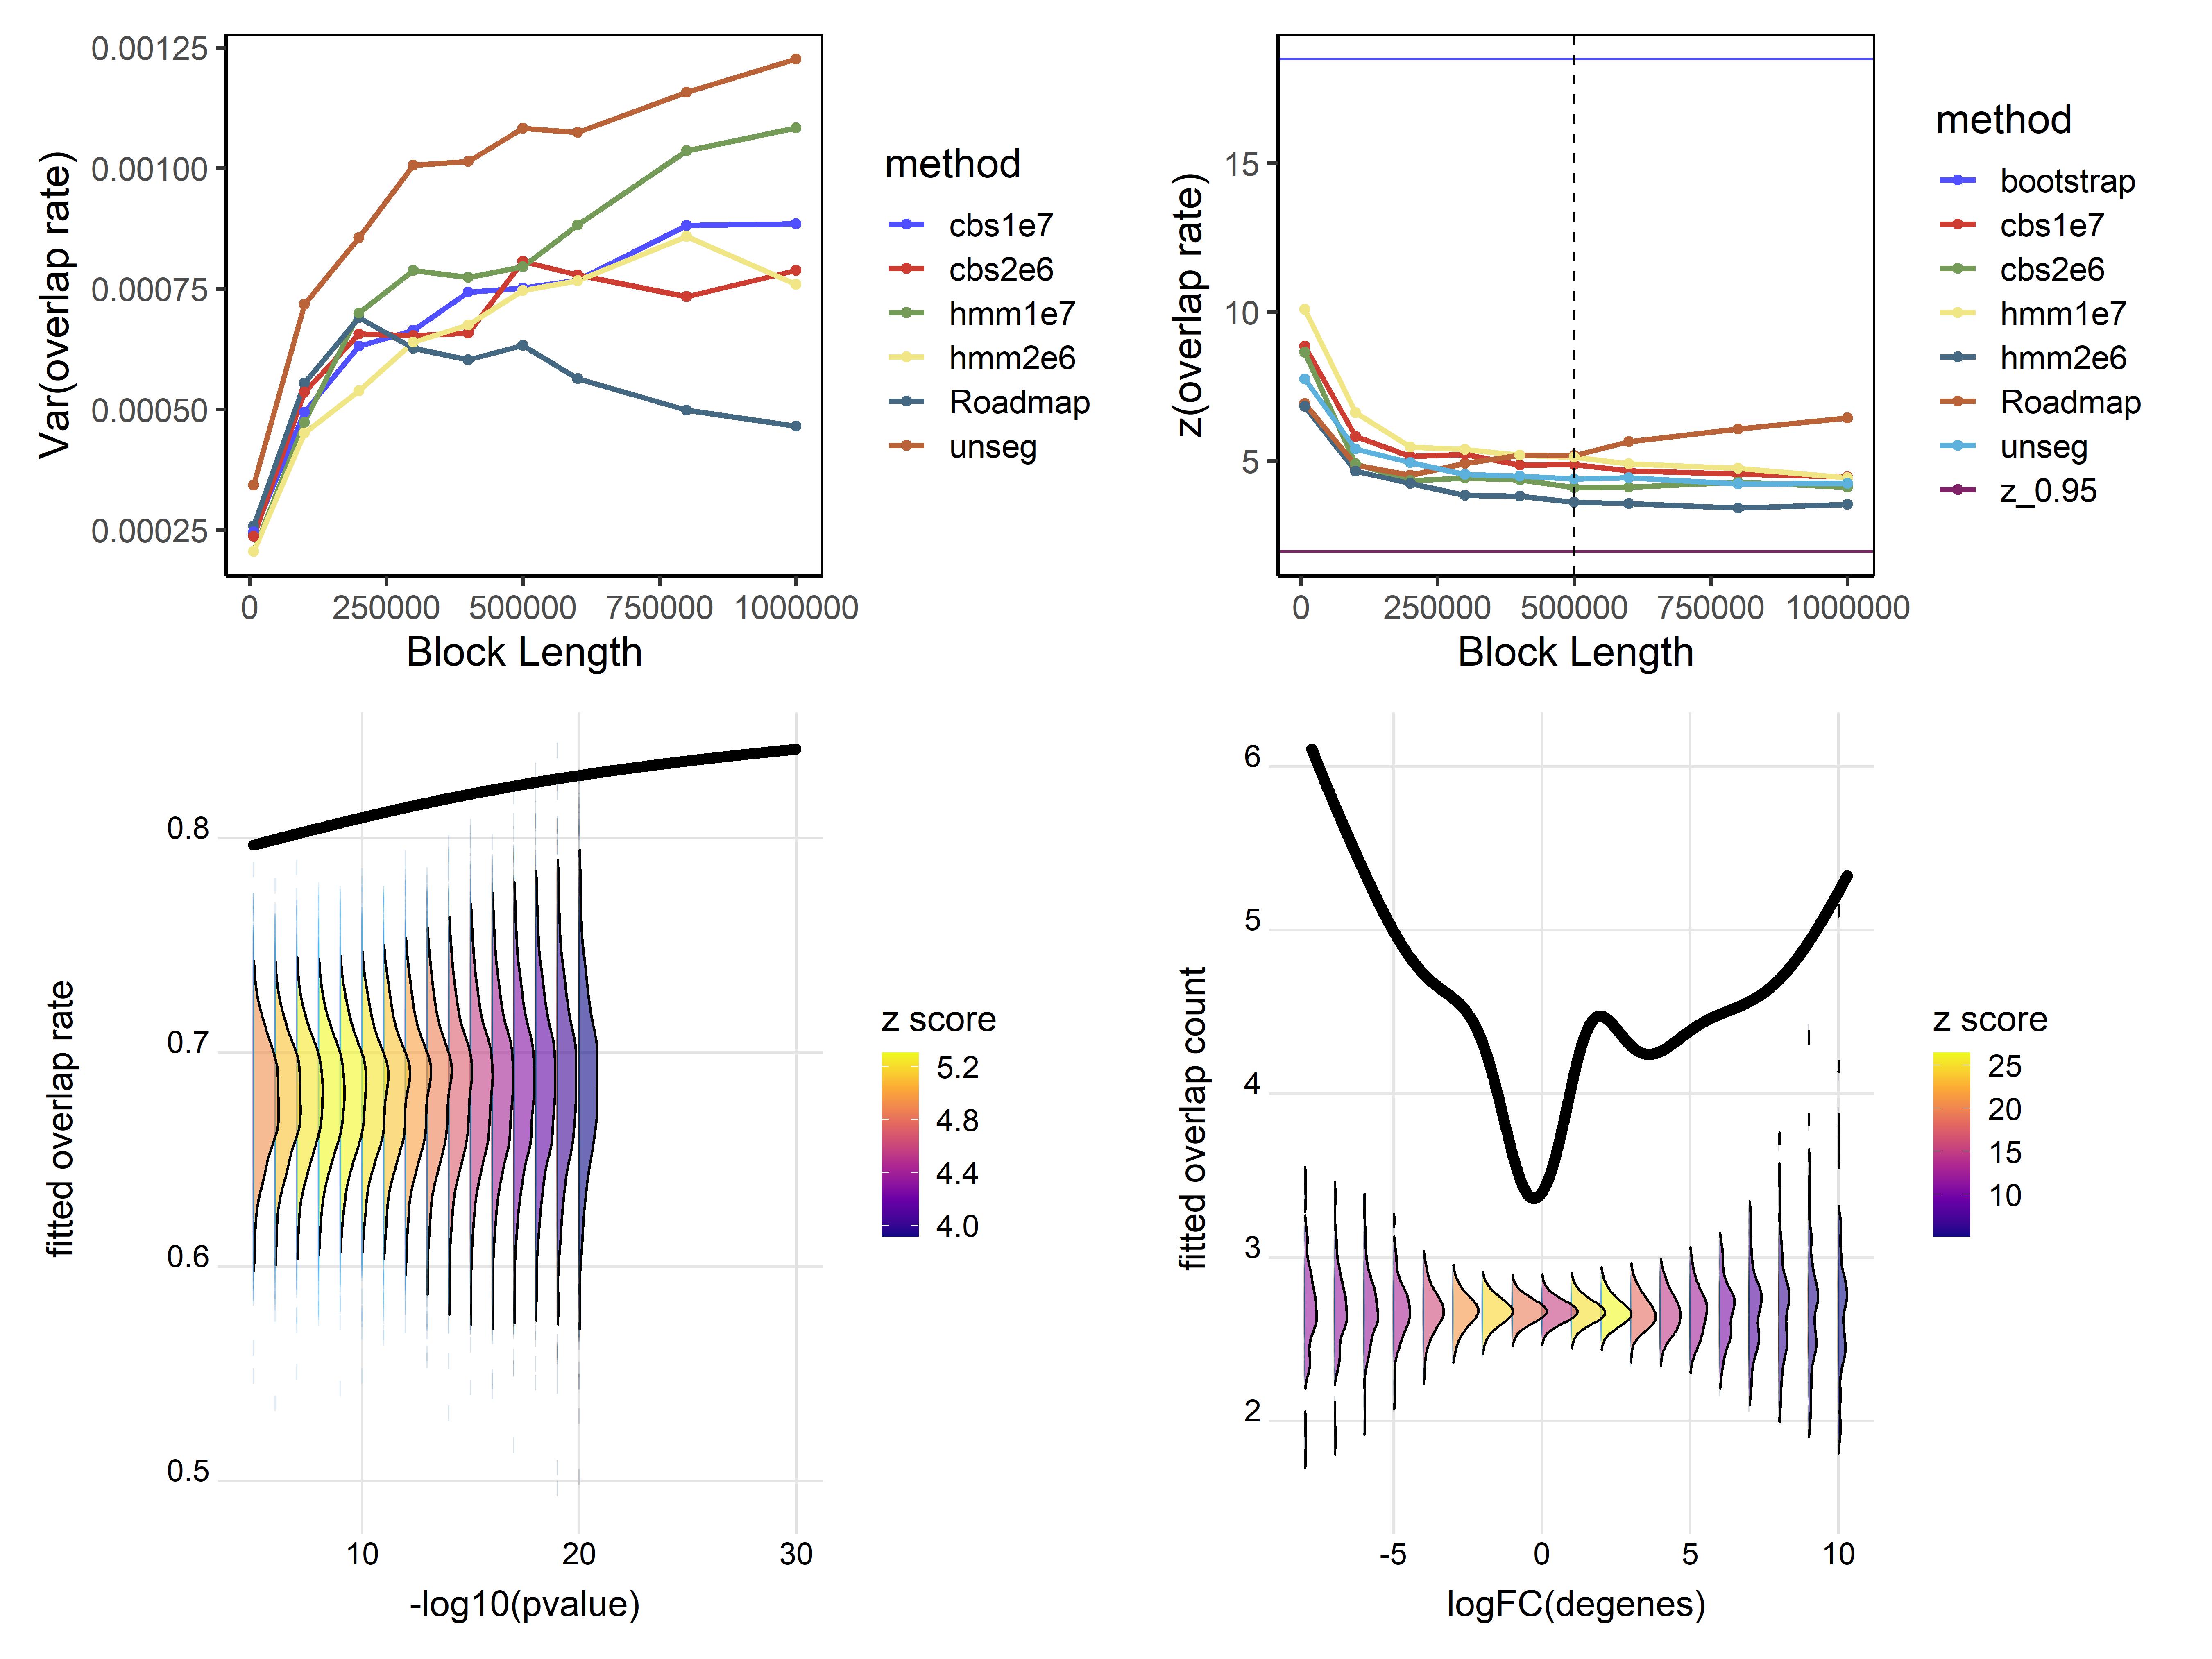 0.00125
0.00100
0.00075
0.00050
0.00025
Var(overlap rate)
0 250000 500000 750000 1000000
Block Length
method
cbs1e7
cbs2e6
hmm1e7
hmm2e6
Roadmap
unseg
15
10
5
z(overlap rate)
0 250000 500000 750000 1000000
Block Length
method
bootstrap
cbs1e7
cbs2e6
hmm1e7
hmm2e6
Roadmap
unseg
z_0.95
0.8
0.7
0.6
0.5
fitted overlap rate
10 20 30
-log10(pvalue)
z score
5.2
4.8
4.4
4.0
6
5
4
3
2
fitted overlap count
-5 0 5 10
logFC(degenes)
z score
25
20
15
10